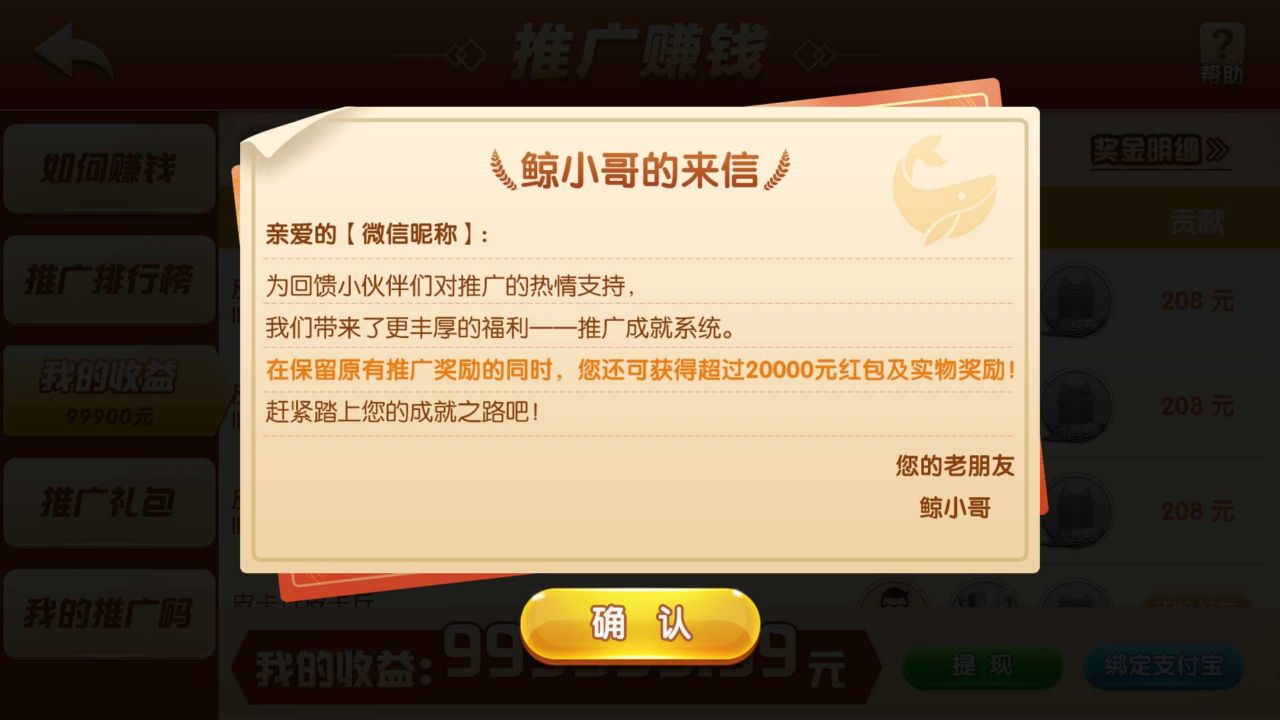 推广赚钱
帮助
如何赚钱
奖金明细
鲸小哥的来信
贡献
亲爱的【微信昵称】:
推广排行榜
为回馈小伙伴们对推广的热情支持,
208 元
我们带来了更丰厚的福利——推广成就系统。
在保留原有推广奖励的同时，您还可获得超过20000元红包及实物奖励!
我的收益
99900元
赶紧踏上您的成就之路吧!
208 元
您的老朋友
鲸小哥
推广礼包
208 元
我的推广码
确 认
我的收益:
元
提 现
绑定支付宝